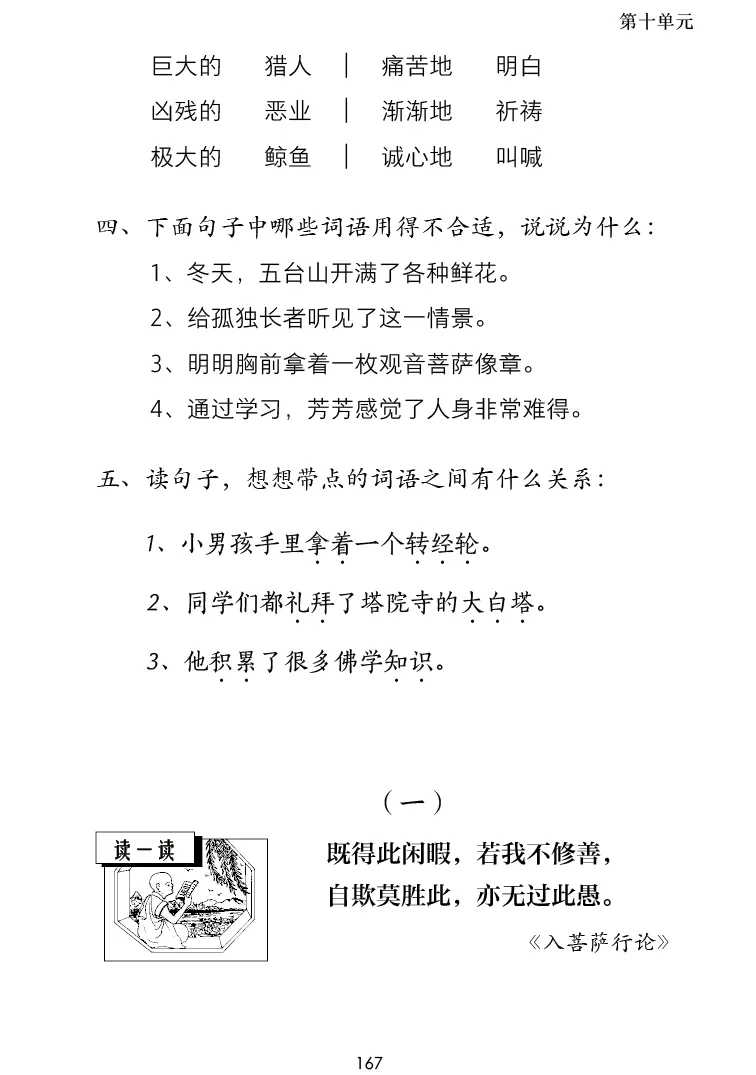 第十单元
巨大的 猎人 | 痛苦地 明白
凶残的 恶业 | 渐渐地 祈祷
极大的 鲸鱼 | 诚心地 叫喊
四、下面句子中哪些词语用得不合适，说说为什么：
1、冬天，五台山开满了各种鲜花。
2、给孤独长者听见了这一情景。
3、明明胸前拿着一枚观音菩萨像章。
4、通过学习，芳芳感觉了人身非常难得。
五、读句子，想想带点的词语之间有什么关系：
1、小男孩手里拿着一个转经轮。
2、同学们都礼拜了塔院寺的大白塔。
3、他积累了很多佛学知识。
（一）
读一读
既得此闲暇，若我不修善，
自欺莫胜此，亦无过此愚。
《入菩萨行论》
167